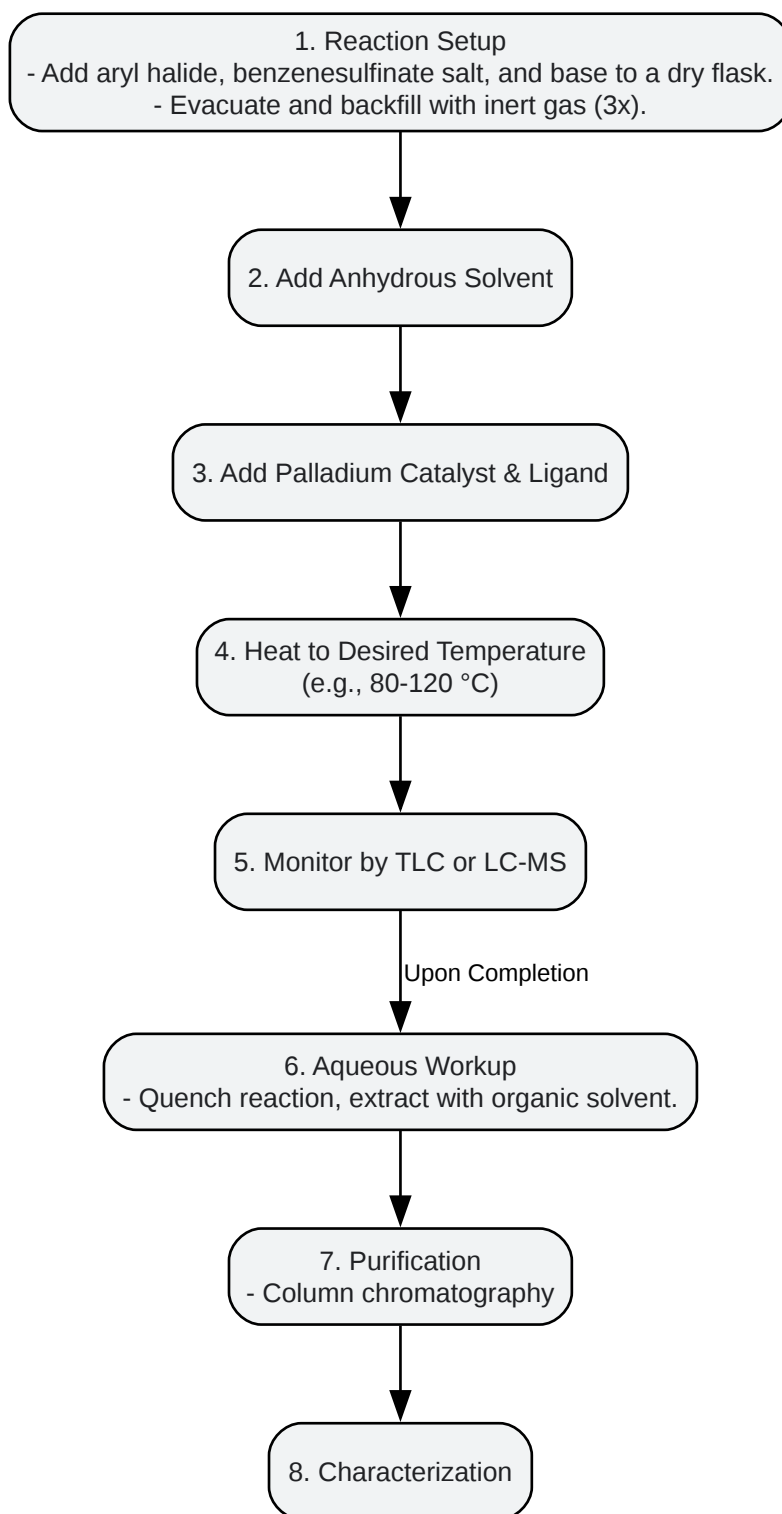 1. Reaction Setup
- Add aryl halide, benzenesulfinate salt, and base to a dry flask.
- Evacuate and backfill with inert gas (3x).
2. Add Anhydrous Solvent
3. Add Palladium Catalyst & Ligand
4. Heat to Desired Temperature
(e.g., 80-120 °C)
5. Monitor by TLC or LC-MS
Upon Completion
6. Aqueous Workup
- Quench reaction, extract with organic solvent.
7. Purification
- Column chromatography
8. Characterization